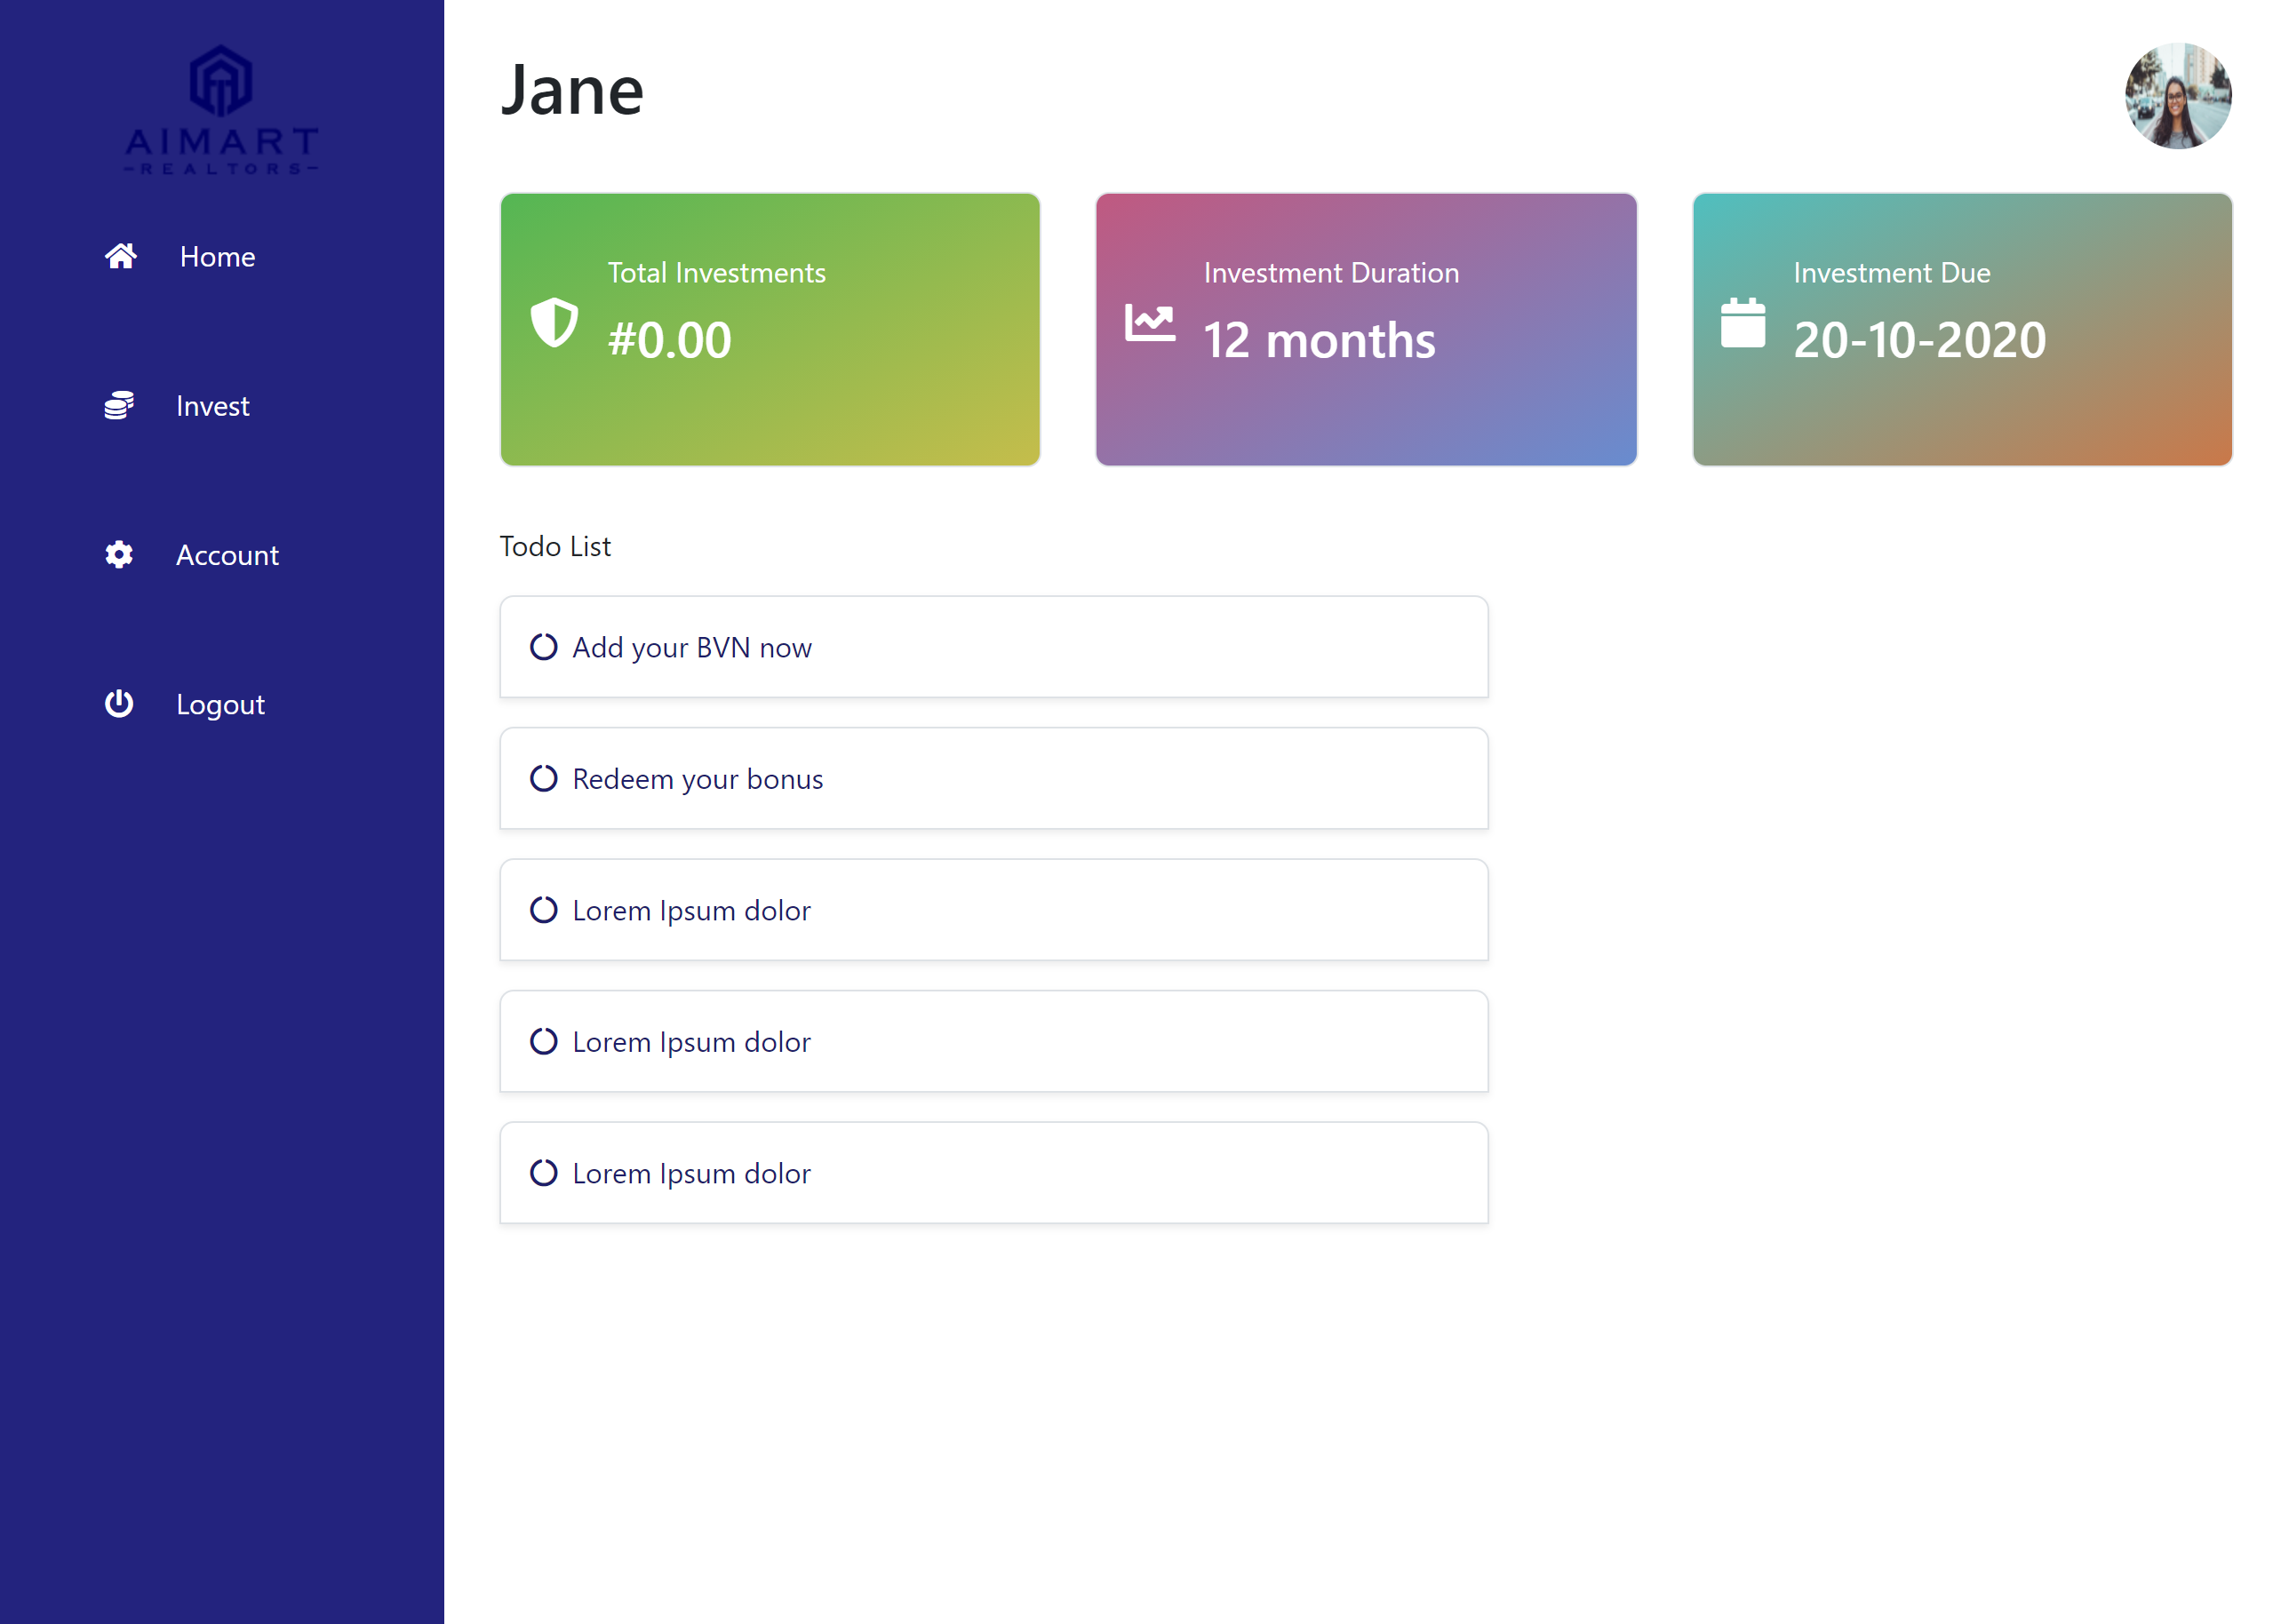 AIMART
REALTORS
Home
Invest
Account
Logout
Jane
Total Investments
#0.00
Investment Duration
12 months
Investment Due
20-10-2020
Todo List
Add your BVN now
Redeem your bonus
Lorem Ipsum dolor
Lorem Ipsum dolor
Lorem Ipsum dolor